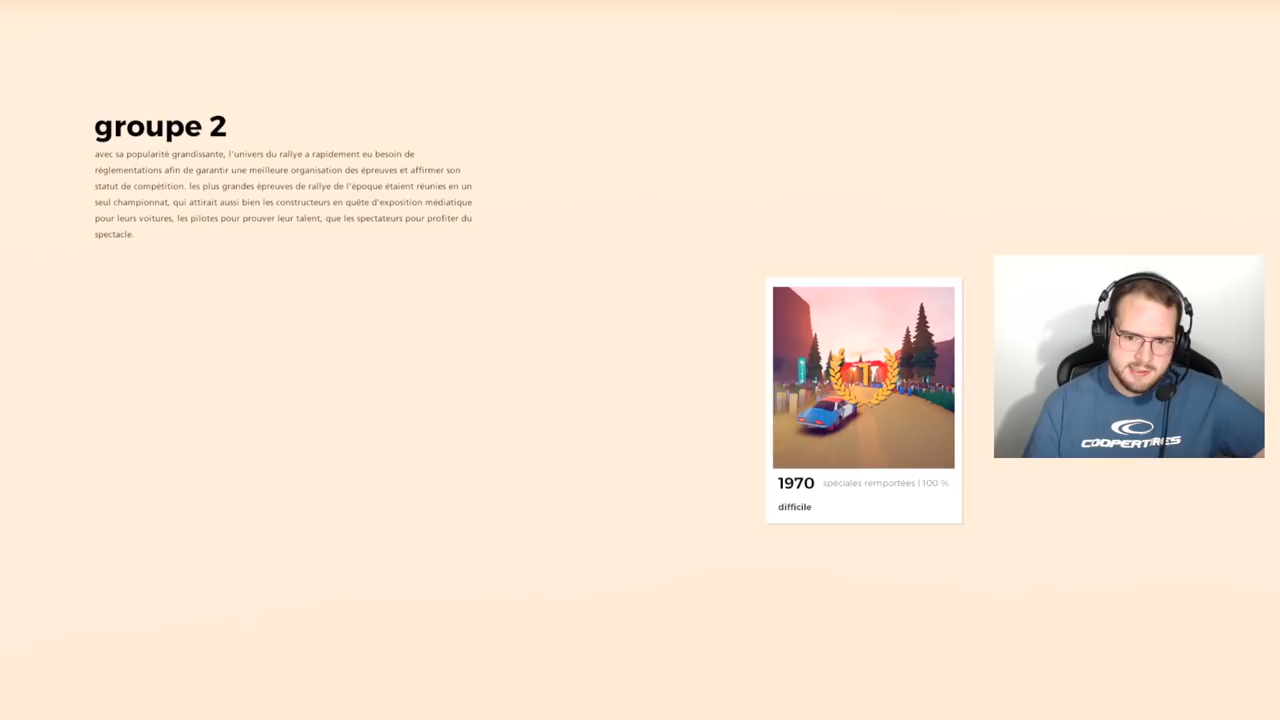 groupe 2
avec sa popularité grandissante, l'univers du rallye a rapidement eu besoin de
réglementations afin de garantir une meilleure organisation des épreuves et affirmer son
statut de compétition. les plus grandes épreuves de rallye de l'époque étaient réunies en un
seul championnat, qui attirait aussi bien les constructeurs en quête d'exposition médiatique
pour leurs voitures, les pilotes pour prouver leur talent, que les spectateurs pour profiter du
spectacle.
1
1970 spéciales remportées | 100 %
difficile
COOPERTIRES